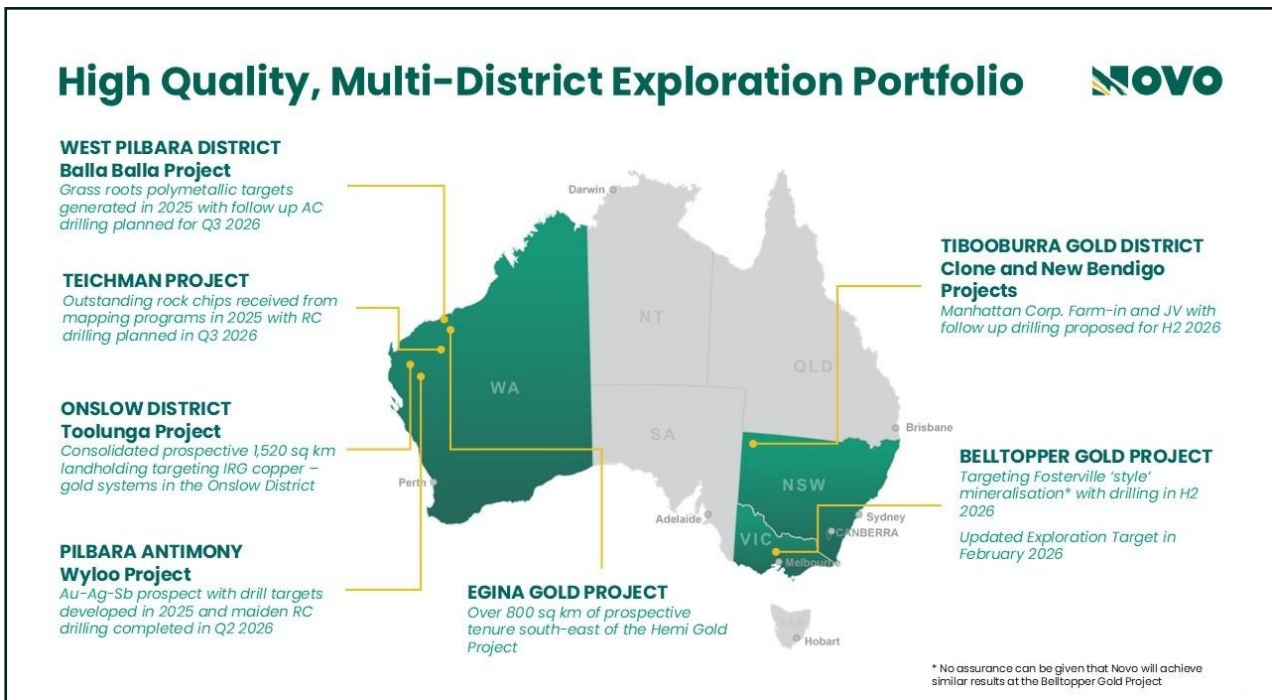 High Quality, Multi-District Exploration Portfolio
NOVO
WEST PILBARA DISTRICT
Balla Balla Project
Grass roots polymetallic targets
generated in 2025 with follow up AC
drilling planned for Q3 2026
TEICHMAN PROJECT
Outstanding rock chips received from
mapping programs in 2025 with RC
drilling planned in Q3 2026
ONSLOW DISTRICT
Toolunga Project
Consolidated prospective 1,520 sq km
landholding targeting IRG copper –
gold systems in the Onslow District
PILBARA ANTIMONY
Wyloo Project
Au-Ag-Sb prospect with drill targets
developed in 2025 and maiden RC
drilling completed in Q2 2026
Darwin
NT
WA
QLD
SA
Brisbane
Perth
NSW
Adelaide
Sydney
CANBERRA
VIC
Melbourne
TAS
Hobart
EGINA GOLD PROJECT
Over 800 sq km of prospective
tenure south-east of the Hemi Gold
Project
TIBOOBURRA GOLD DISTRICT
Clone and New Bendigo
Projects
Manhattan Corp. Farm-in and JV with
follow up drilling proposed for H2 2026
BELLTOPPER GOLD PROJECT
Targeting Fosterville ‘style’
mineralisation* with drilling in H2
2026
Updated Exploration Target in
February 2026
* No assurance can be given that Novo will achieve
similar results at the Belltopper Gold Project